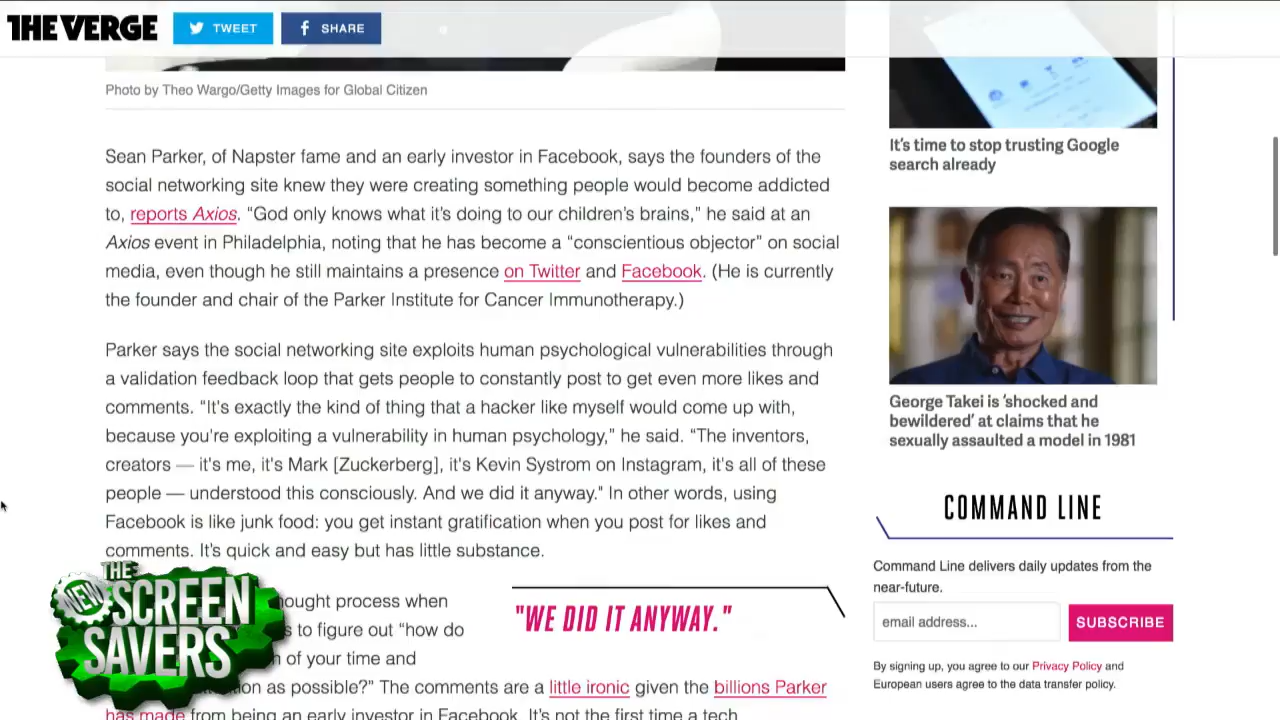 THE VERGE
TWEET
SHARE
Photo by Theo Wargo/Getty Images for Global Citizen
Sean Parker, of Napster fame and an early investor in Facebook, says the founders of the
social networking site knew they were creating something people would become addicted
to, reports Axios. “God only knows what it’s doing to our children’s brains,” he said at an
Axios event in Philadelphia, noting that he has become a “conscientious objector” on social
media, even though he still maintains a presence on Twitter and Facebook. (He is currently
the founder and chair of the Parker Institute for Cancer Immunotherapy.)
Parker says the social networking site exploits human psychological vulnerabilities through
a validation feedback loop that gets people to constantly post to get even more likes and
comments. “It's exactly the kind of thing that a hacker like myself would come up with,
because you're exploiting a vulnerability in human psychology,” he said. “The inventors,
creators — it's me, it's Mark [Zuckerberg], it's Kevin Systrom on Instagram, it's all of these
people — understood this consciously. And we did it anyway." In other words, using
Facebook is like junk food: you get instant gratification when you post for likes and
comments. It’s quick and easy but has little substance.
ought process when
s to figure out “how do
of your time and
on as possible?” The comments are a little ironic given the billions Parker
has made from being an early investor in Facebook. It’s not the first time a tech
"WE DID IT ANYWAY."
THE
NEW
SCREEN
SAVERS
It’s time to stop trusting Google
search already
George Takei is ‘shocked and
bewildered’ at claims that he
sexually assaulted a model in 1981
COMMAND LINE
Command Line delivers daily updates from the
near-future.
email address...
SUBSCRIBE
By signing up, you agree to our Privacy Policy and
European users agree to the data transfer policy.